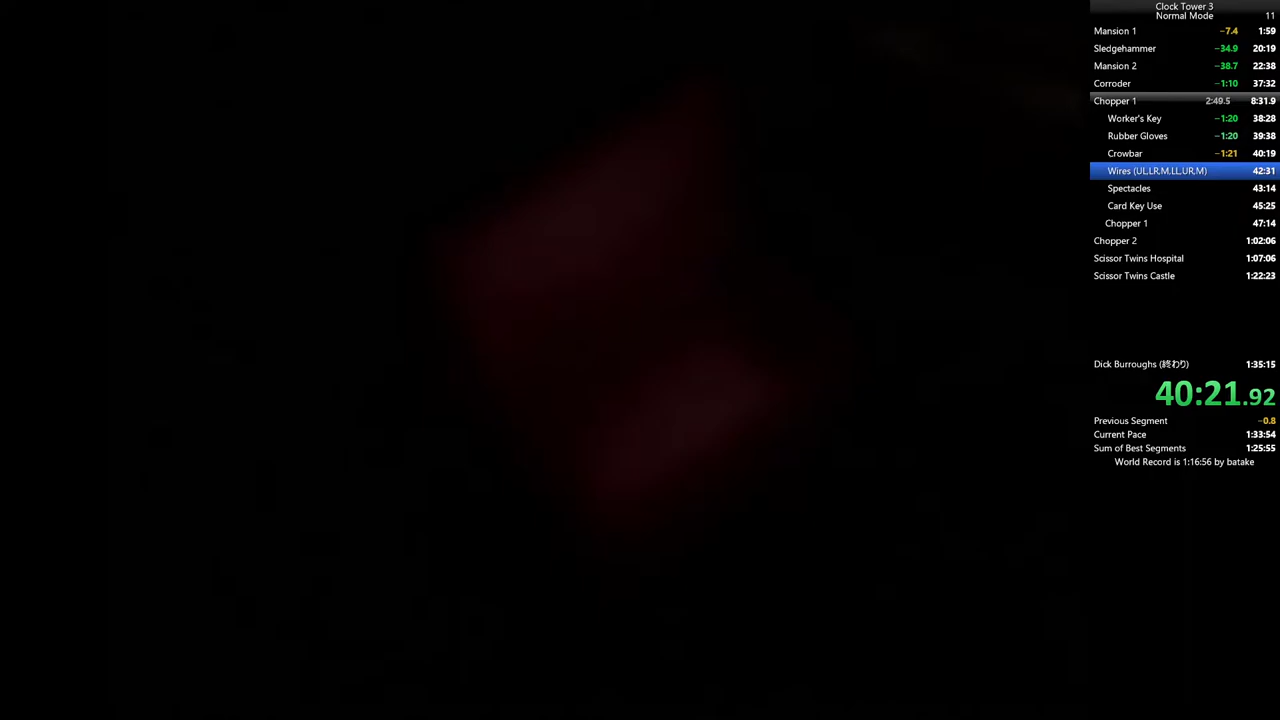 Clock Tower 3
Normal Mode 11
Mansion 1 −7.4 1:59
Sledgehammer −34.9 20:19
Mansion 2 −38.7 22:38
Corroder −1:10 37:32
Chopper 1 2:49.5 8:31.9
Worker's Key −1:20 38:28
Rubber Gloves −1:20 39:38
Crowbar −1:21 40:19
Wires (UL,LR,M,LL,UR,M) 42:31
Spectacles 43:14
Card Key Use 45:25
Chopper 1 47:14
Chopper 2 1:02:06
Scissor Twins Hospital 1:07:06
Scissor Twins Castle 1:22:23
Dick Burroughs (終わり) 1:35:15
40:21.92
Previous Segment −0.8
Current Pace 1:33:54
Sum of Best Segments 1:25:55
World Record is 1:16:56 by batake